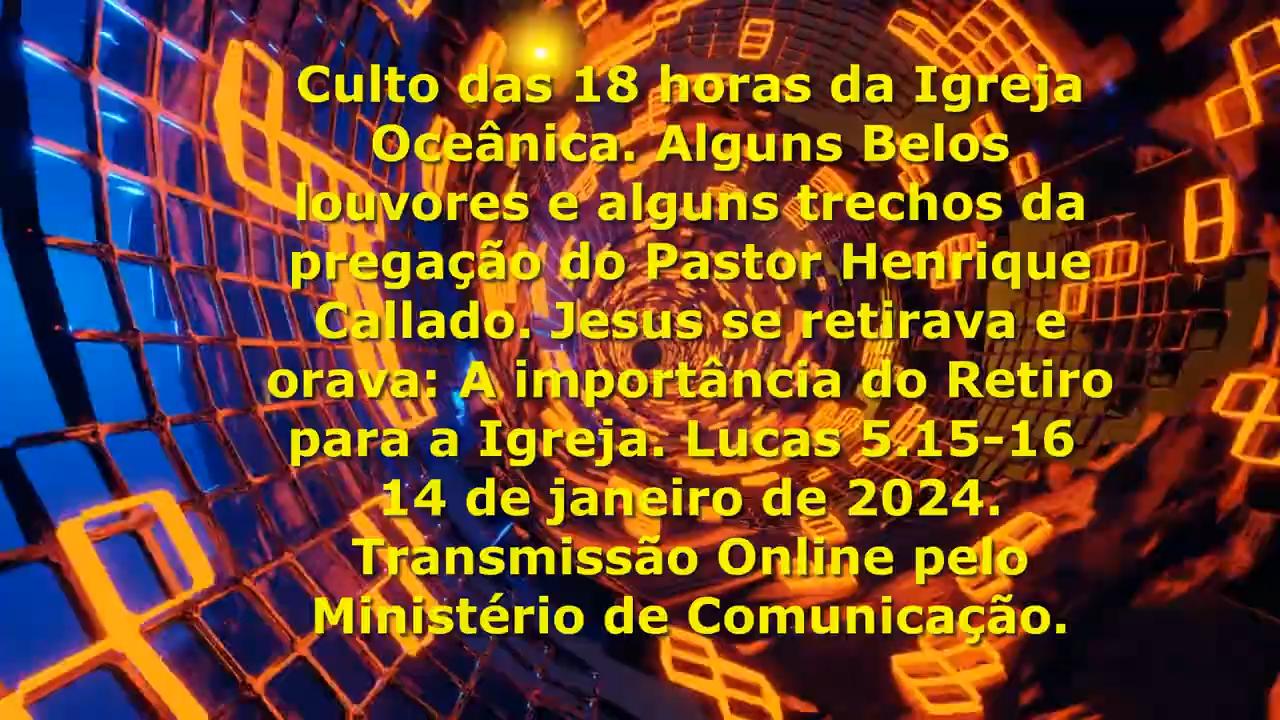 Culto das 18 horas da Igreja
Oceânica. Alguns Belos
louvores e alguns trechos da
pregação do Pastor Henrique
Callado. Jesus se retirava e
orava: A importância do Retiro
para a Igreja. Lucas 5.15-16
14 de janeiro de 2024.
Transmissão Online pelo
Ministério de Comunicação.